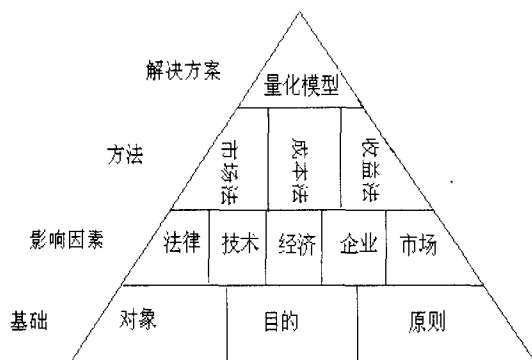 解决方案
量化模型
方法
市场法
成本法
收益法
影响因素
法律 技术 经济 企业 市场
基础
对象 目的 原则